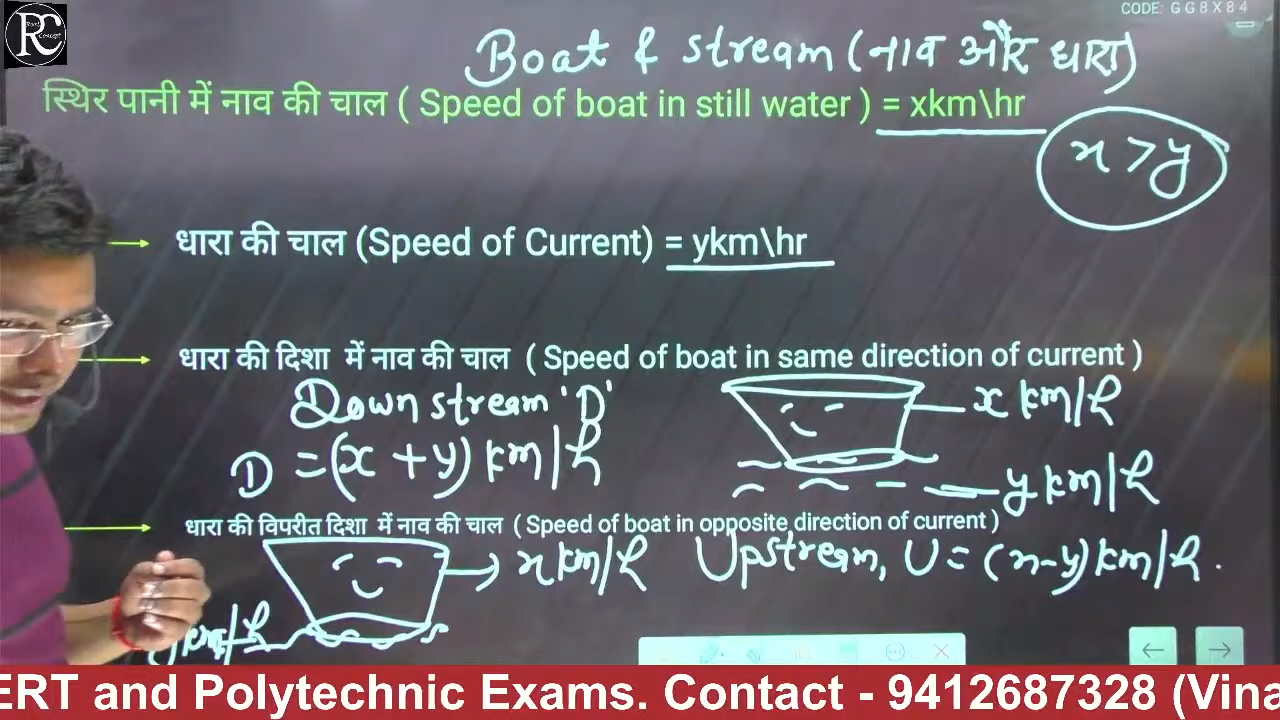 CODE: GG8X84
RC
Boat & stream (नाव और धारा)
स्थिर पानी में नाव की चाल ( Speed of boat in still water ) = xkm\hr
x > y
धारा की चाल (Speed of Current) = ykm\hr
धारा की दिशा में नाव की चाल ( Speed of boat in same direction of current )
Down stream 'D'
x km/h
D = (x + y) km/h
y km/h
धारा की विपरीत दिशा में नाव की चाल ( Speed of boat in opposite direction of current )
x km/h
Upstream, U = (x-y) km/h.
y km/h
ERT and Polytechnic Exams. Contact - 9412687328 (Vina